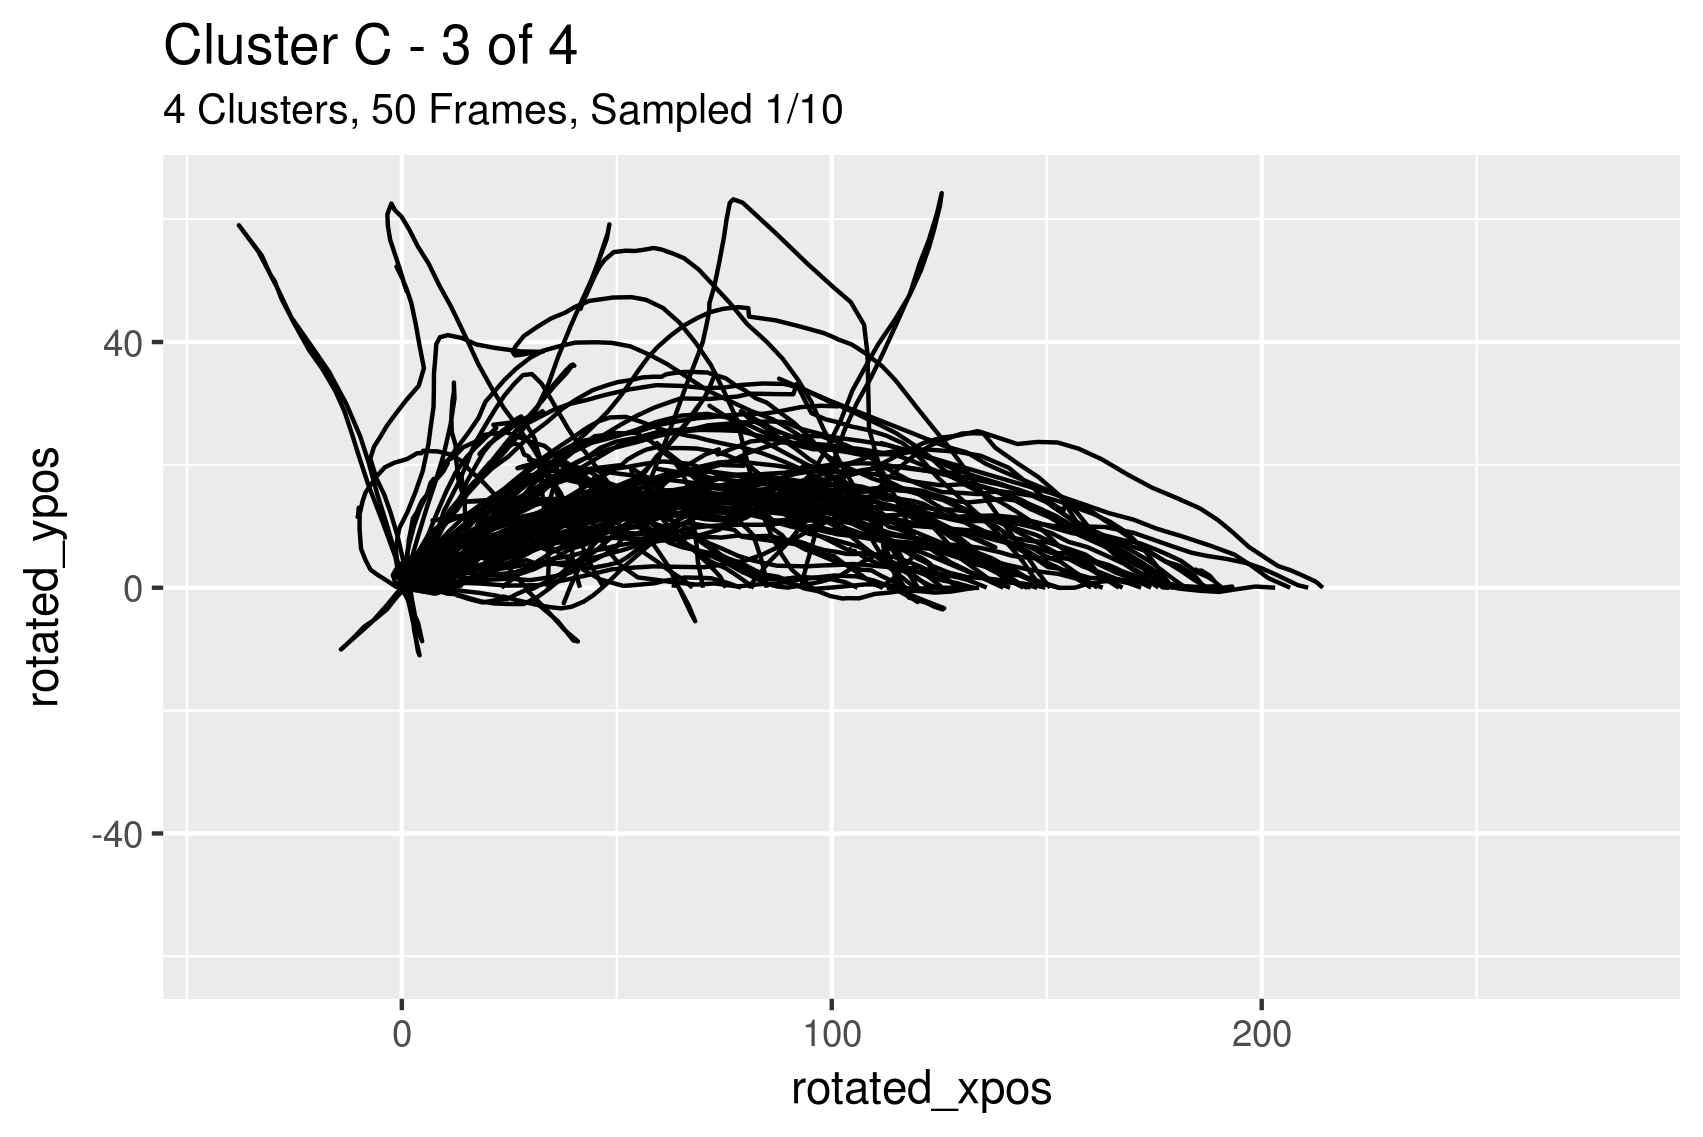 Cluster C - 3 of 4
4 Clusters, 50 Frames, Sampled 1/10
rotated_ypos
40
0
-40
0
100
200
rotated_xpos